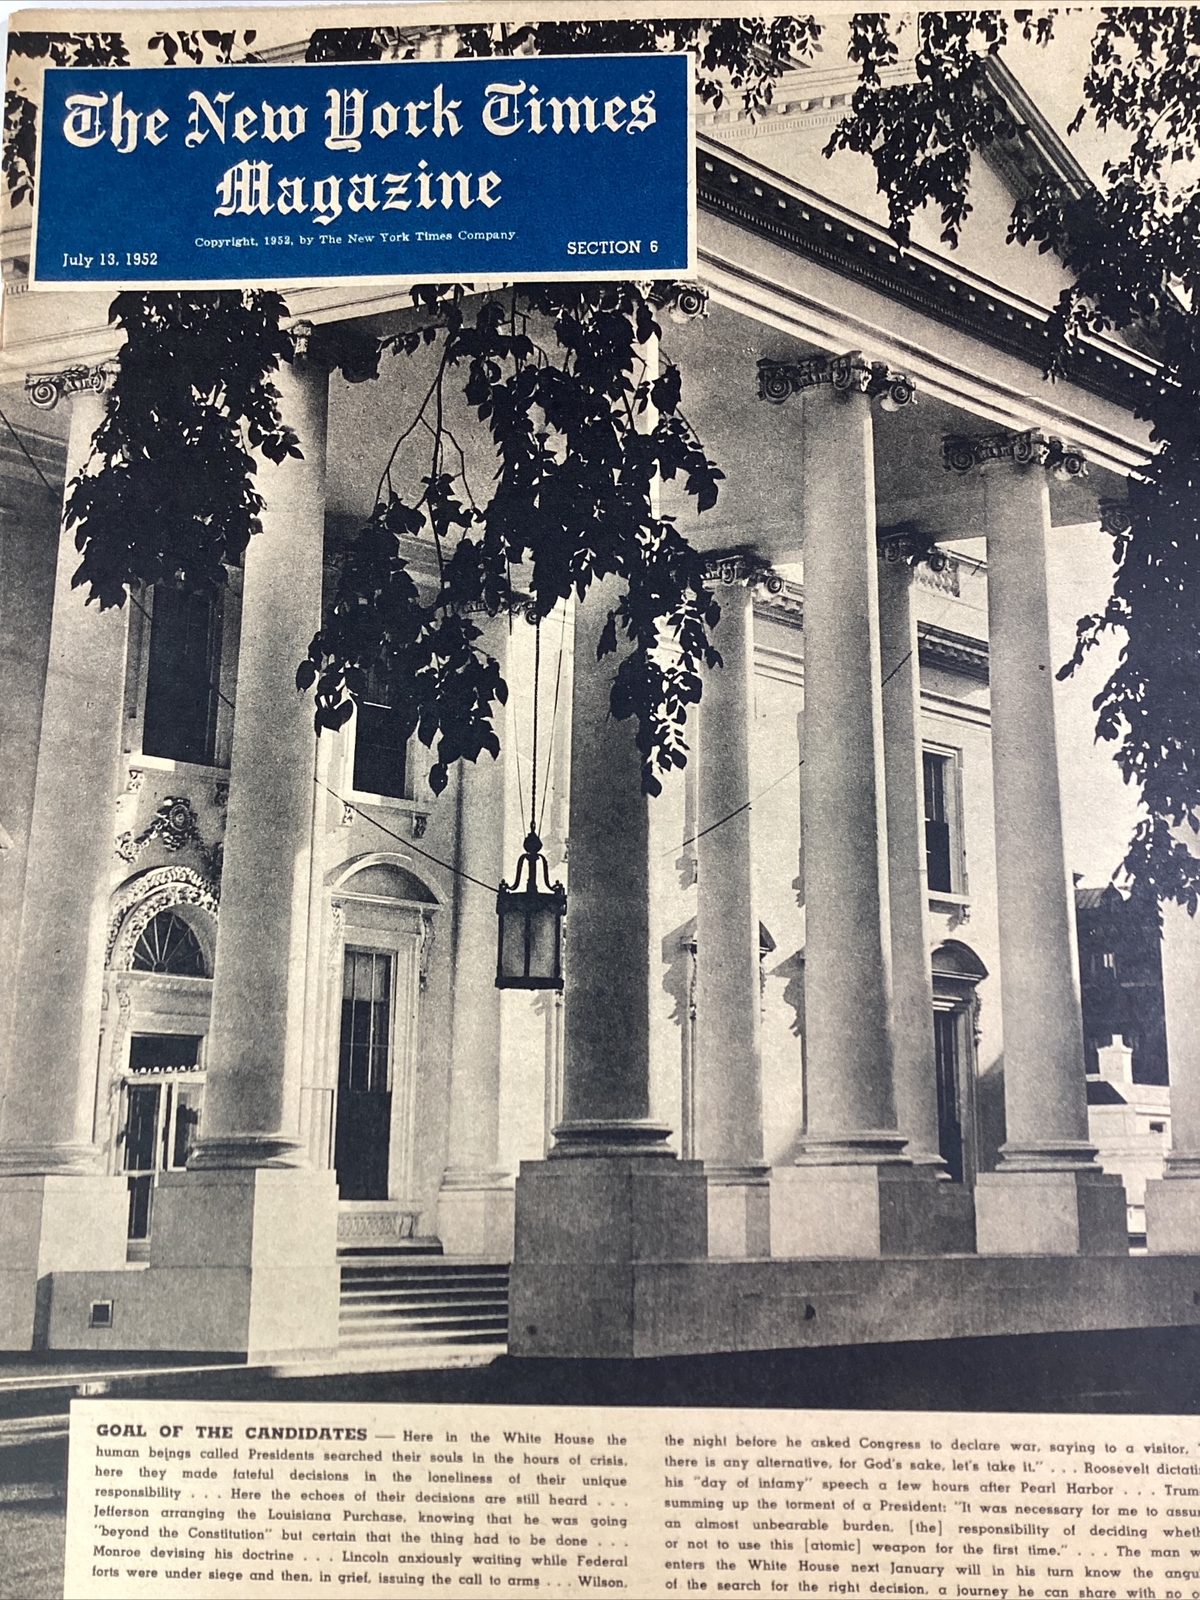 The New York Times
Magazine
Copyright, 1952, by The New York Times Company
July 13, 1952
SECTION 6
GOAL OF THE CANDIDATES — Here in the White House the
human beings called Presidents searched their souls in the hours of crisis,
here they made fateful decisions in the loneliness of their unique
responsibility . . . Here the echoes of their decisions are still heard . . .
Jefferson arranging the Louisiana Purchase, knowing that he was going
"beyond the Constitution" but certain that the thing had to be done . . .
Monroe devising his doctrine . . . Lincoln anxiously waiting while Federal
forts were under siege and then, in grief, issuing the call to arms . . . Wilson,
the night before he asked Congress to declare war, saying to a visitor,
there is any alternative, for God's sake, let's take it." . . . Roosevelt
his "day of infamy" speech a few hours after Pearl Harbor . . .
summing up the torment of a President: "It was necessary for me to
an almost unbearable burden, [the] responsibility of deciding
or not to use this [atomic] weapon for the first time." . . . The man
enters the White House next January will in his turn know the
of the search for the right decision, a journey he can share with no